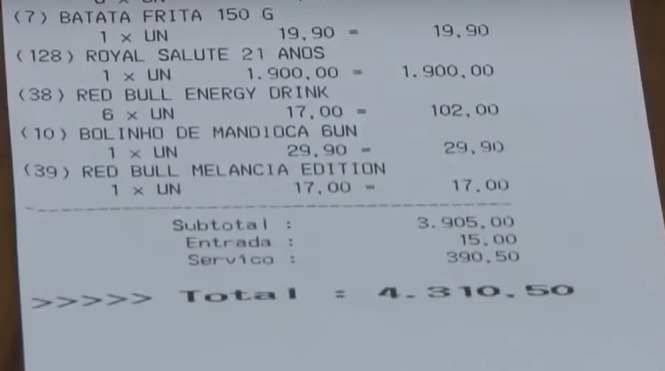 (7) BATATA FRITA 150 G
1 x UN 19,90 = 19,90
(128) ROYAL SALUTE 21 ANOS
1 x UN 1.900,00 = 1.900,00
(38) RED BULL ENERGY DRINK
6 x UN 17,00 = 102,00
(10) BOLINHO DE MANDIOCA 6UN
1 x UN 29,90 = 29,90
(39) RED BULL MELANCIA EDITION
1 x UN 17,00 = 17,00
Subtotal : 3.905,00
Entrada : 15,00
Servico : 390,50
>>>>> Total : 4.310,50